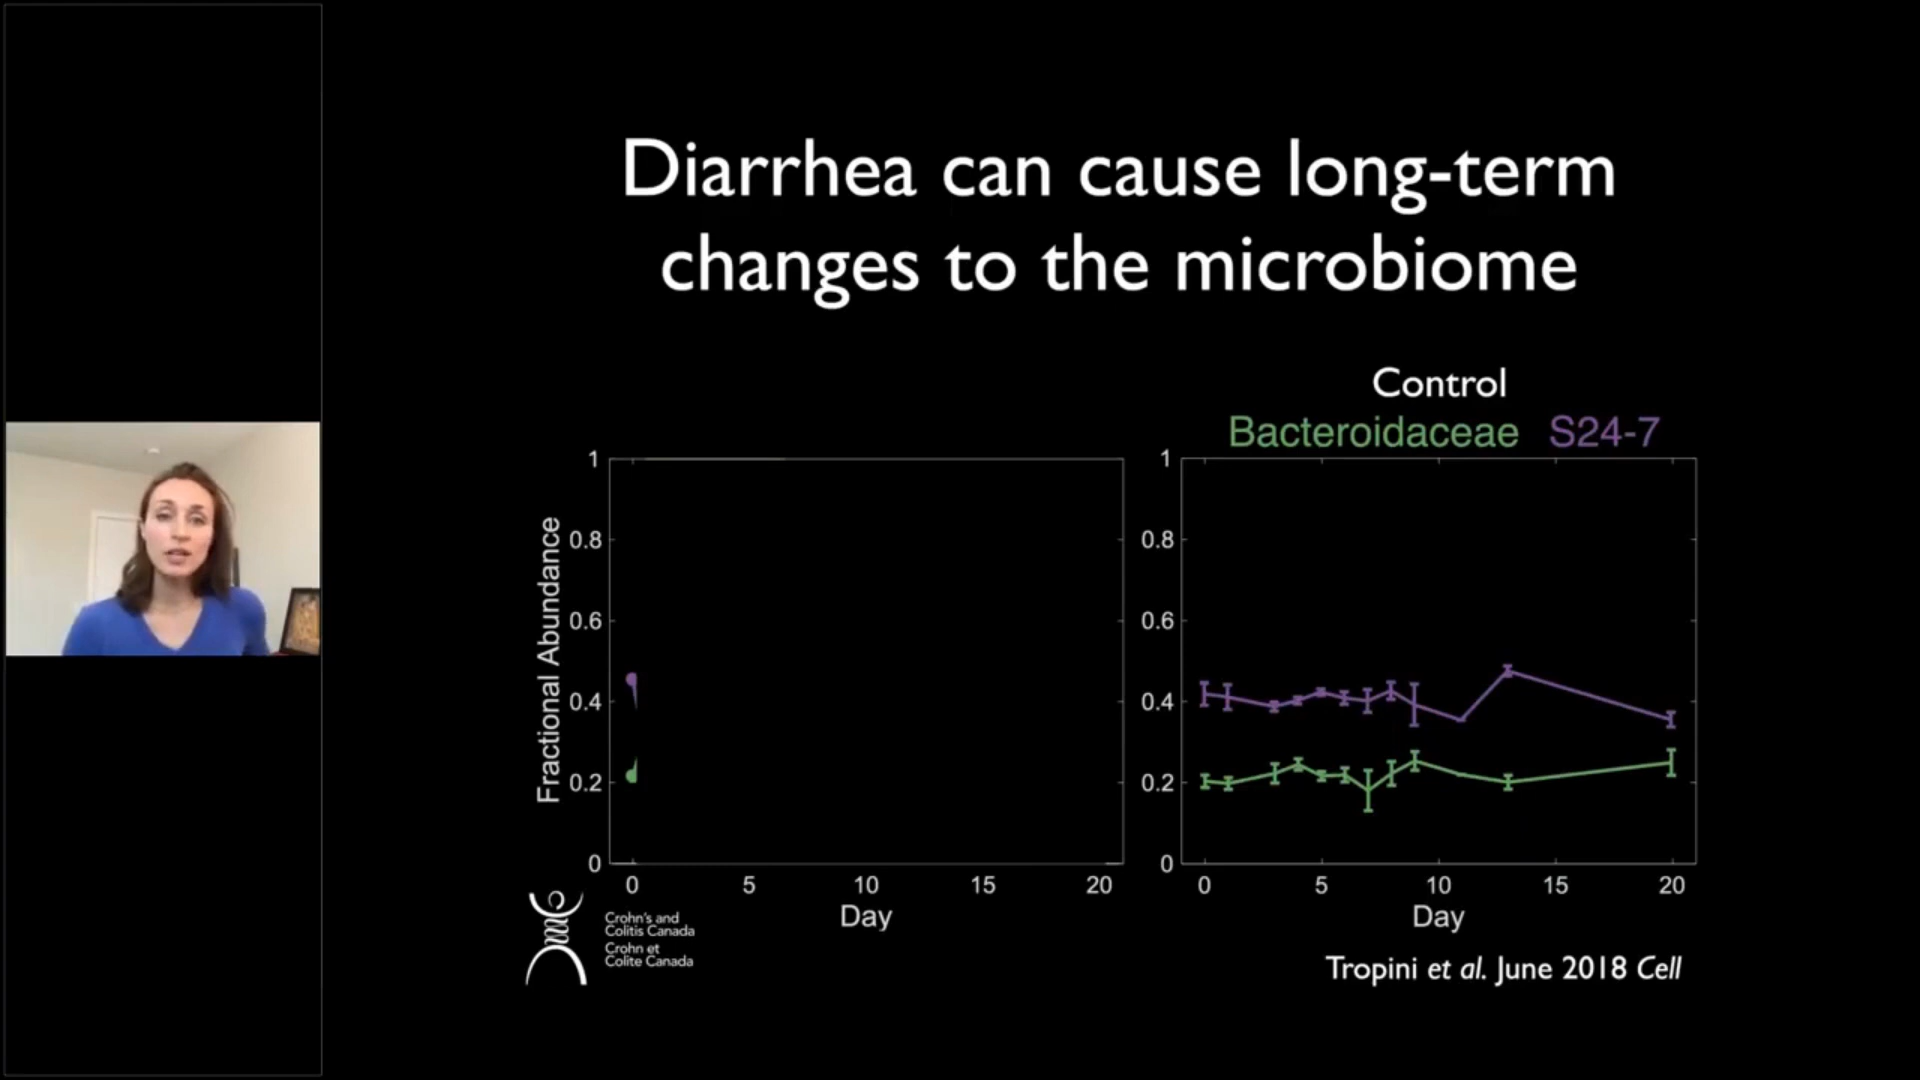 Diarrhea can cause long-term
changes to the microbiome
Control
Bacteroidaceae S24-7
Fractional Abundance
1
0.8
0.6
0.4
0.2
0
0 5 10 15 20
Day
1
0.8
0.6
0.4
0.2
0
0 5 10 15 20
Day
Crohn's and
Colitis Canada
Crohn et
Colite Canada
Tropini et al. June 2018 Cell